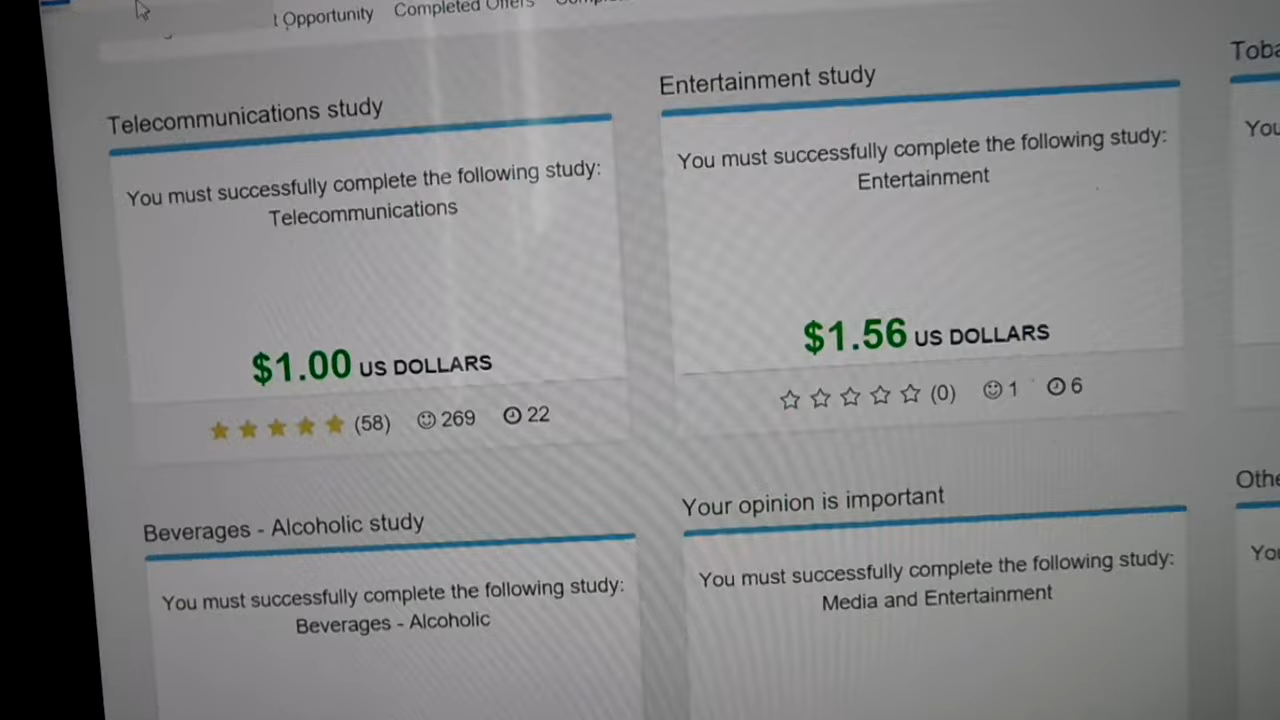 Opportunity
Completed Offers
Telecommunications study
You must successfully complete the following study:
Telecommunications
$1.00 US DOLLARS
(58) 269 22
Entertainment study
You must successfully complete the following study:
Entertainment
$1.56 US DOLLARS
(0) 1 6
Beverages - Alcoholic study
You must successfully complete the following study:
Beverages - Alcoholic
Your opinion is important
You must successfully complete the following study:
Media and Entertainment